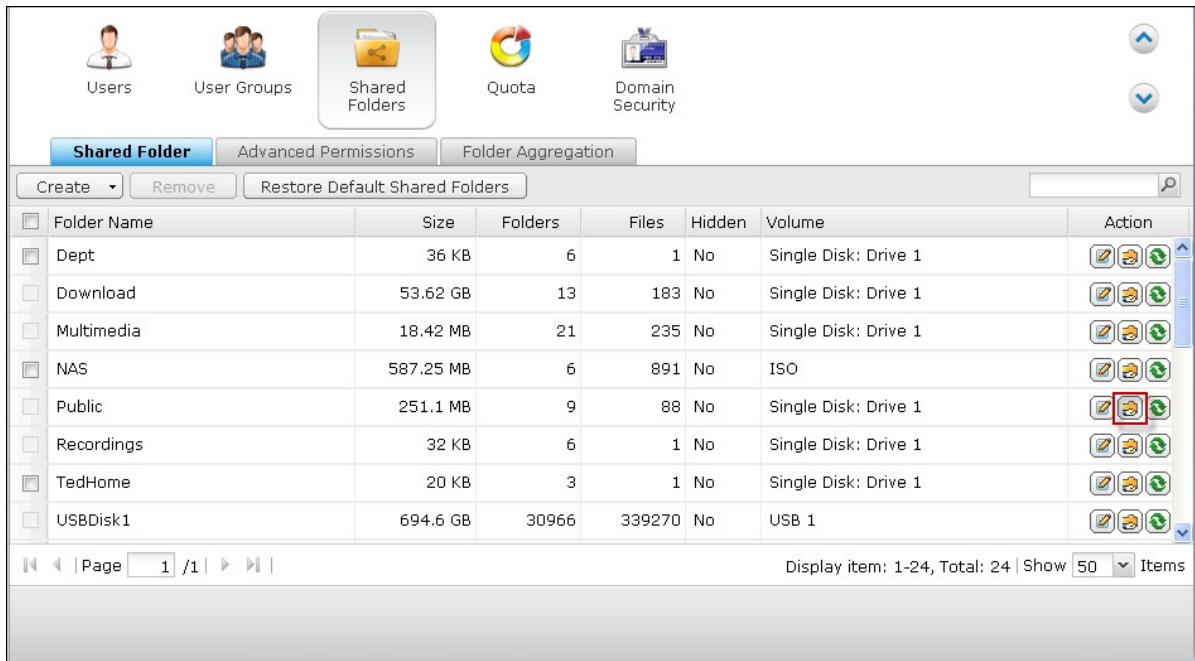 Users User Groups Shared Folders Quota Domain Security
Shared Folder Advanced Permissions Folder Aggregation
Create Remove Restore Default Shared Folders
Folder Name Size Folders Files Hidden Volume Action
Dept 36 KB 6 1 No Single Disk: Drive 1
Download 53.62 GB 13 183 No Single Disk: Drive 1
Multimedia 18.42 MB 21 235 No Single Disk: Drive 1
NAS 587.25 MB 6 891 No ISO
Public 251.1 MB 9 88 No Single Disk: Drive 1
Recordings 32 KB 6 1 No Single Disk: Drive 1
TedHome 20 KB 3 1 No Single Disk: Drive 1
USBDisk1 694.6 GB 30966 339270 No USB 1
Page 1 /1 Display item: 1-24, Total: 24 Show 50 Items